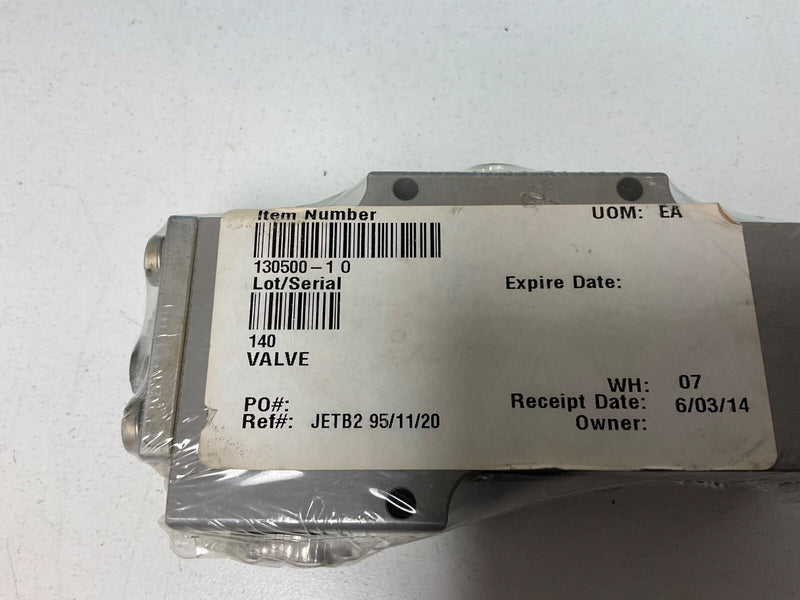 Item Number
UOM: EA
130500-1 0
Lot/Serial
Expire Date:
140
VALVE
WH: 07
PO#:
Receipt Date: 6/03/14
Ref#: JETB2 95/11/20
Owner: